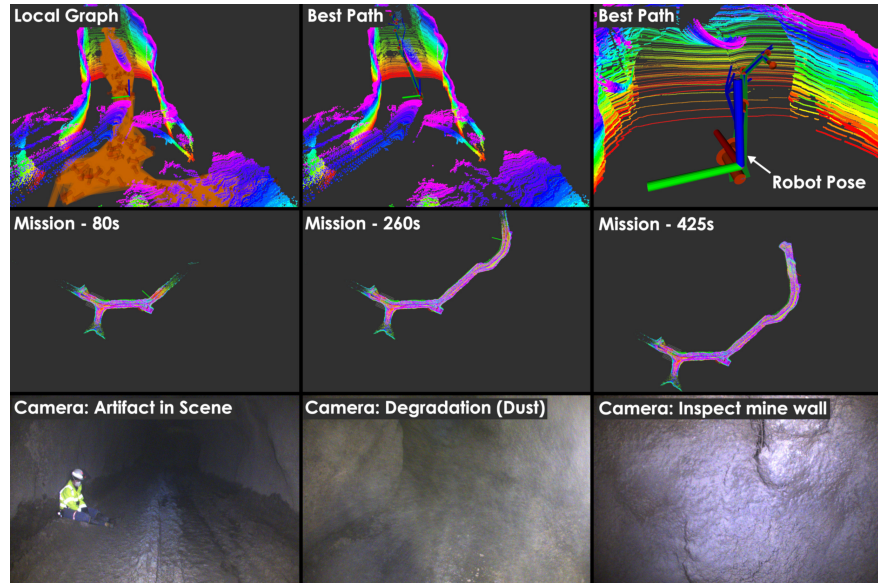 Local Graph
Best Path
Best Path
Robot Pose
Mission - 80s
Mission - 260s
Mission - 425s
Camera: Artifact in Scene
Camera: Degradation (Dust)
Camera: Inspect mine wall